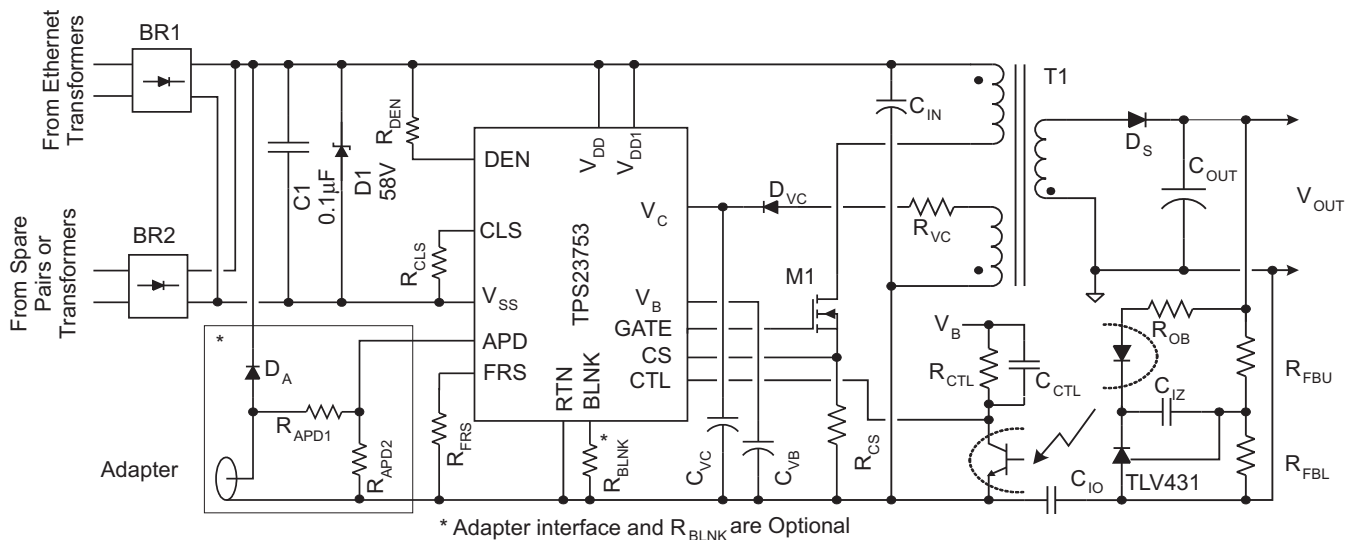 From Ethernet
Transformers
BR1
From Spare
Pairs or
Transformers
BR2
C1
0.1μF
D1
58V
R_DEN
R_CLS
DEN
CLS
V_SS
APD
FRS
TPS23753
V_DD
V_DD1
V_C
V_B
GATE
CS
CTL
RTN
BLNK
*
D_A
R_APD1
R_APD2
Adapter
R_FRS
*
R_BLNK
C_VC
C_VB
D_VC
R_VC
C_IN
T1
M1
R_CS
V_B
R_CTL
C_CTL
D_S
C_OUT
V_OUT
R_OB
C_IZ
R_FBU
R_FBL
TLV431
C_IO
* Adapter interface and R_BLNK are Optional